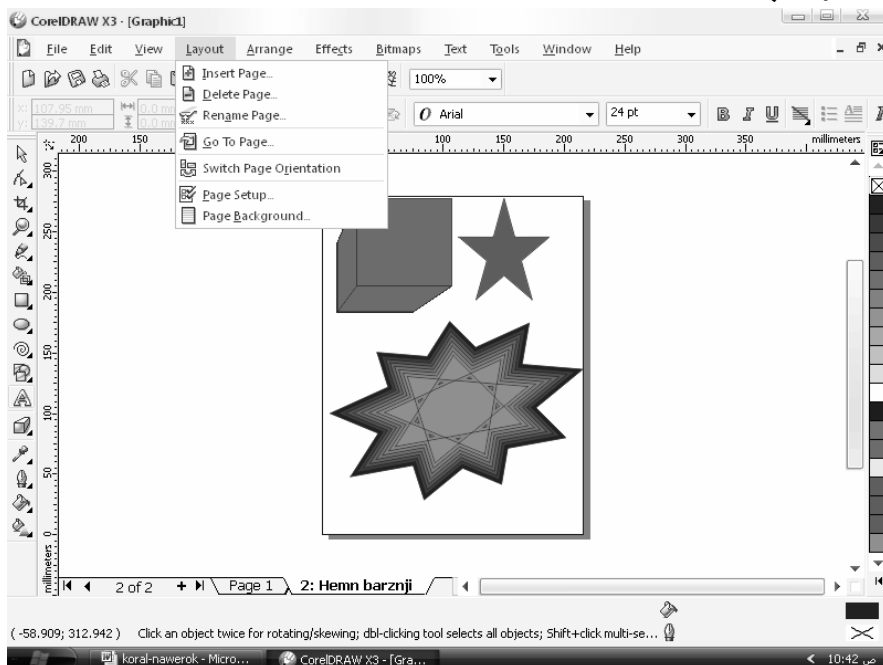 CorelDRAW X3 - [Graphic1]
File Edit View Layout Arrange Effects Bitmaps Text Tools Window Help
Insert Page...
Delete Page...
Rename Page...
Go To Page...
Switch Page Orientation
Page Setup...
Page Background...
100%
x: 107.95 mm 0.0 mm
y: 139.7 mm 0.0 mm
O Arial 24 pt B I U
200 150 100 150 200 250 300 350 millimeters
300
250
200
150
100
50
0
millimeters
2 of 2 Page 1 2: Hemn barznji
( -58.909; 312.942 ) Click an object twice for rotating/skewing; dbl-clicking tool selects all objects; Shift+click multi-se...
koral-nawerok - Micro... CorelDRAW X3 - [Gra... 10:42 ص